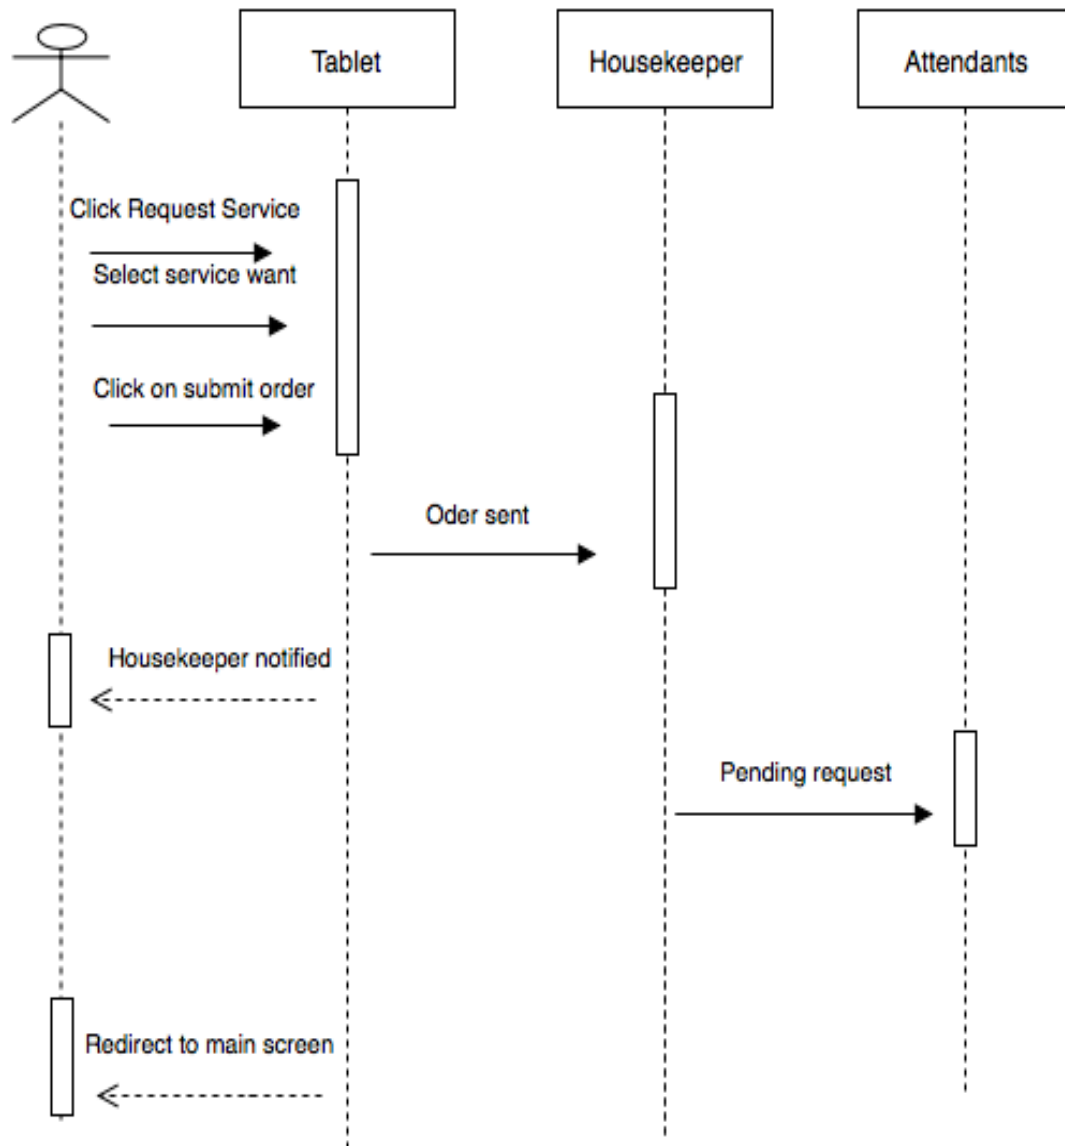 Tablet
Housekeeper
Attendants
Click Request Service
Select service want
Click on submit order
Oder sent
Housekeeper notified
Pending request
Redirect to main screen